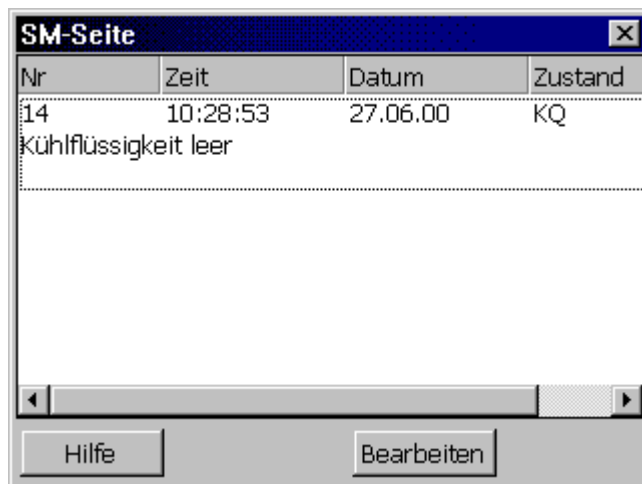 SM-Seite
Nr Zeit Datum Zustand
14 10:28:53 27.06.00 KQ
Kühlflüssigkeit leer
Hilfe Bearbeiten